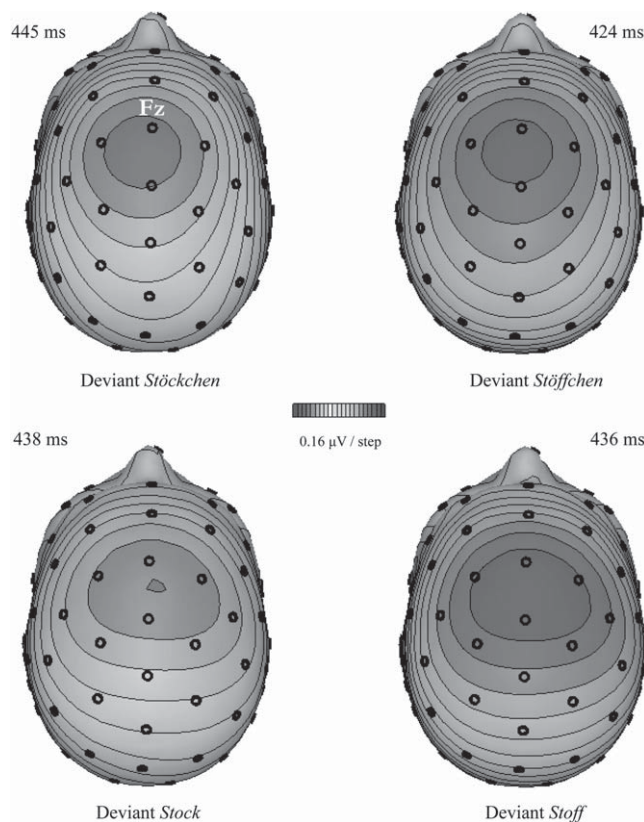 445 ms
424 ms
Fz
Deviant Stöckchen
Deviant Stöffchen
0.16 μV / step
438 ms
436 ms
Deviant Stock
Deviant Stoff